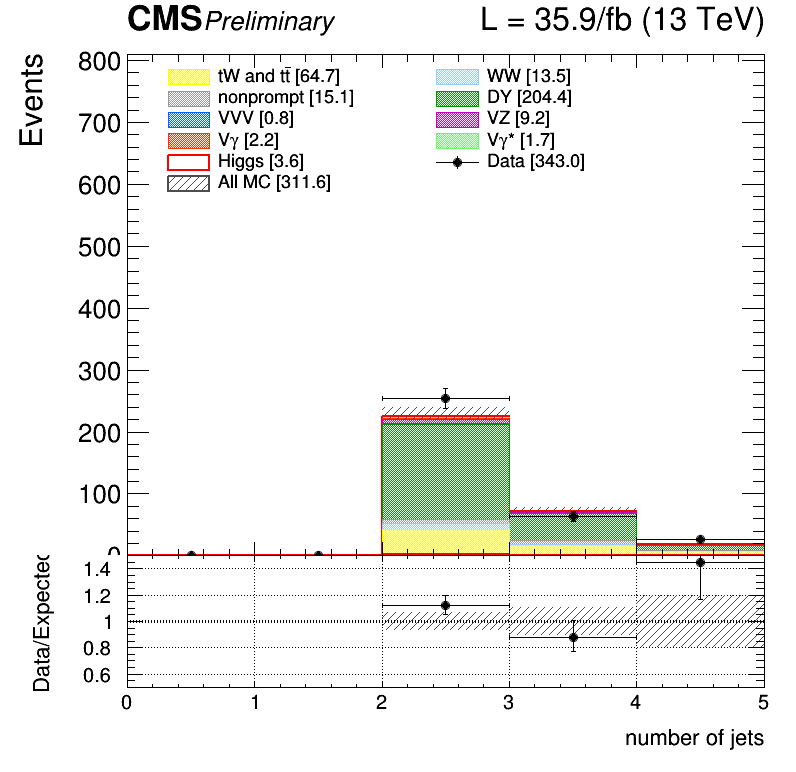 CMS Preliminary L = 35.9/fb (13 TeV)
Events
800
700
600
500
400
300
200
100
0
tW and tt̄ [64.7]
nonprompt [15.1]
VVV [0.8]
Vγ [2.2]
Higgs [3.6]
All MC [311.6]
WW [13.5]
DY [204.4]
VZ [9.2]
Vγ* [1.7]
Data [343.0]
Data/Expected
1.4
1.2
1
0.8
0.6
0 1 2 3 4 5
number of jets